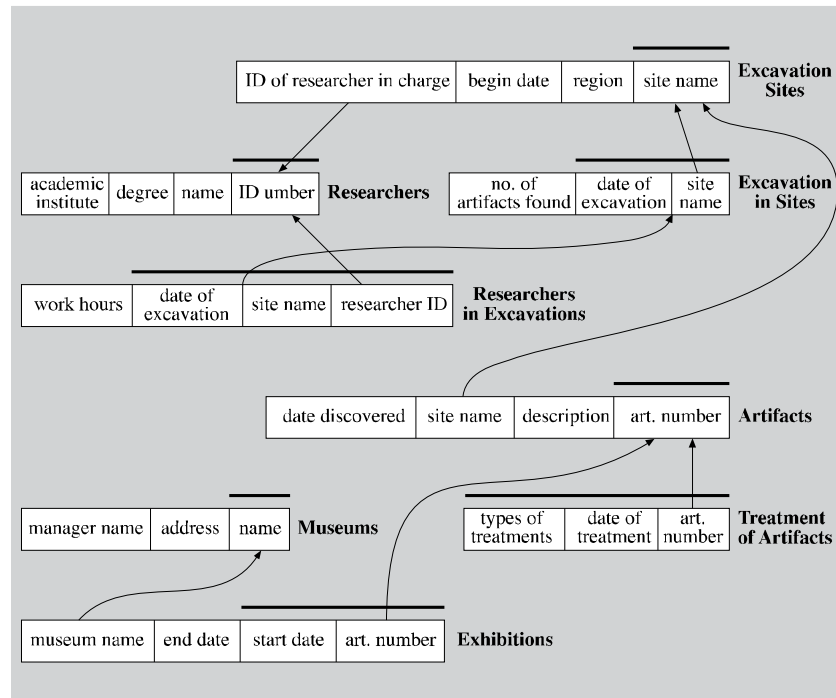 ID of researcher in charge begin date region site name Excavation
Sites
academic
institute degree name ID umber Researchers
no. of
artifacts found date of
excavation site
name Excavation
in Sites
work hours date of
excavation site name researcher ID Researchers
in Excavations
date discovered site name description art. number Artifacts
manager name address name Museums
types of
treatments date of
treatment art.
number Treatment
of Artifacts
museum name end date start date art. number Exhibitions